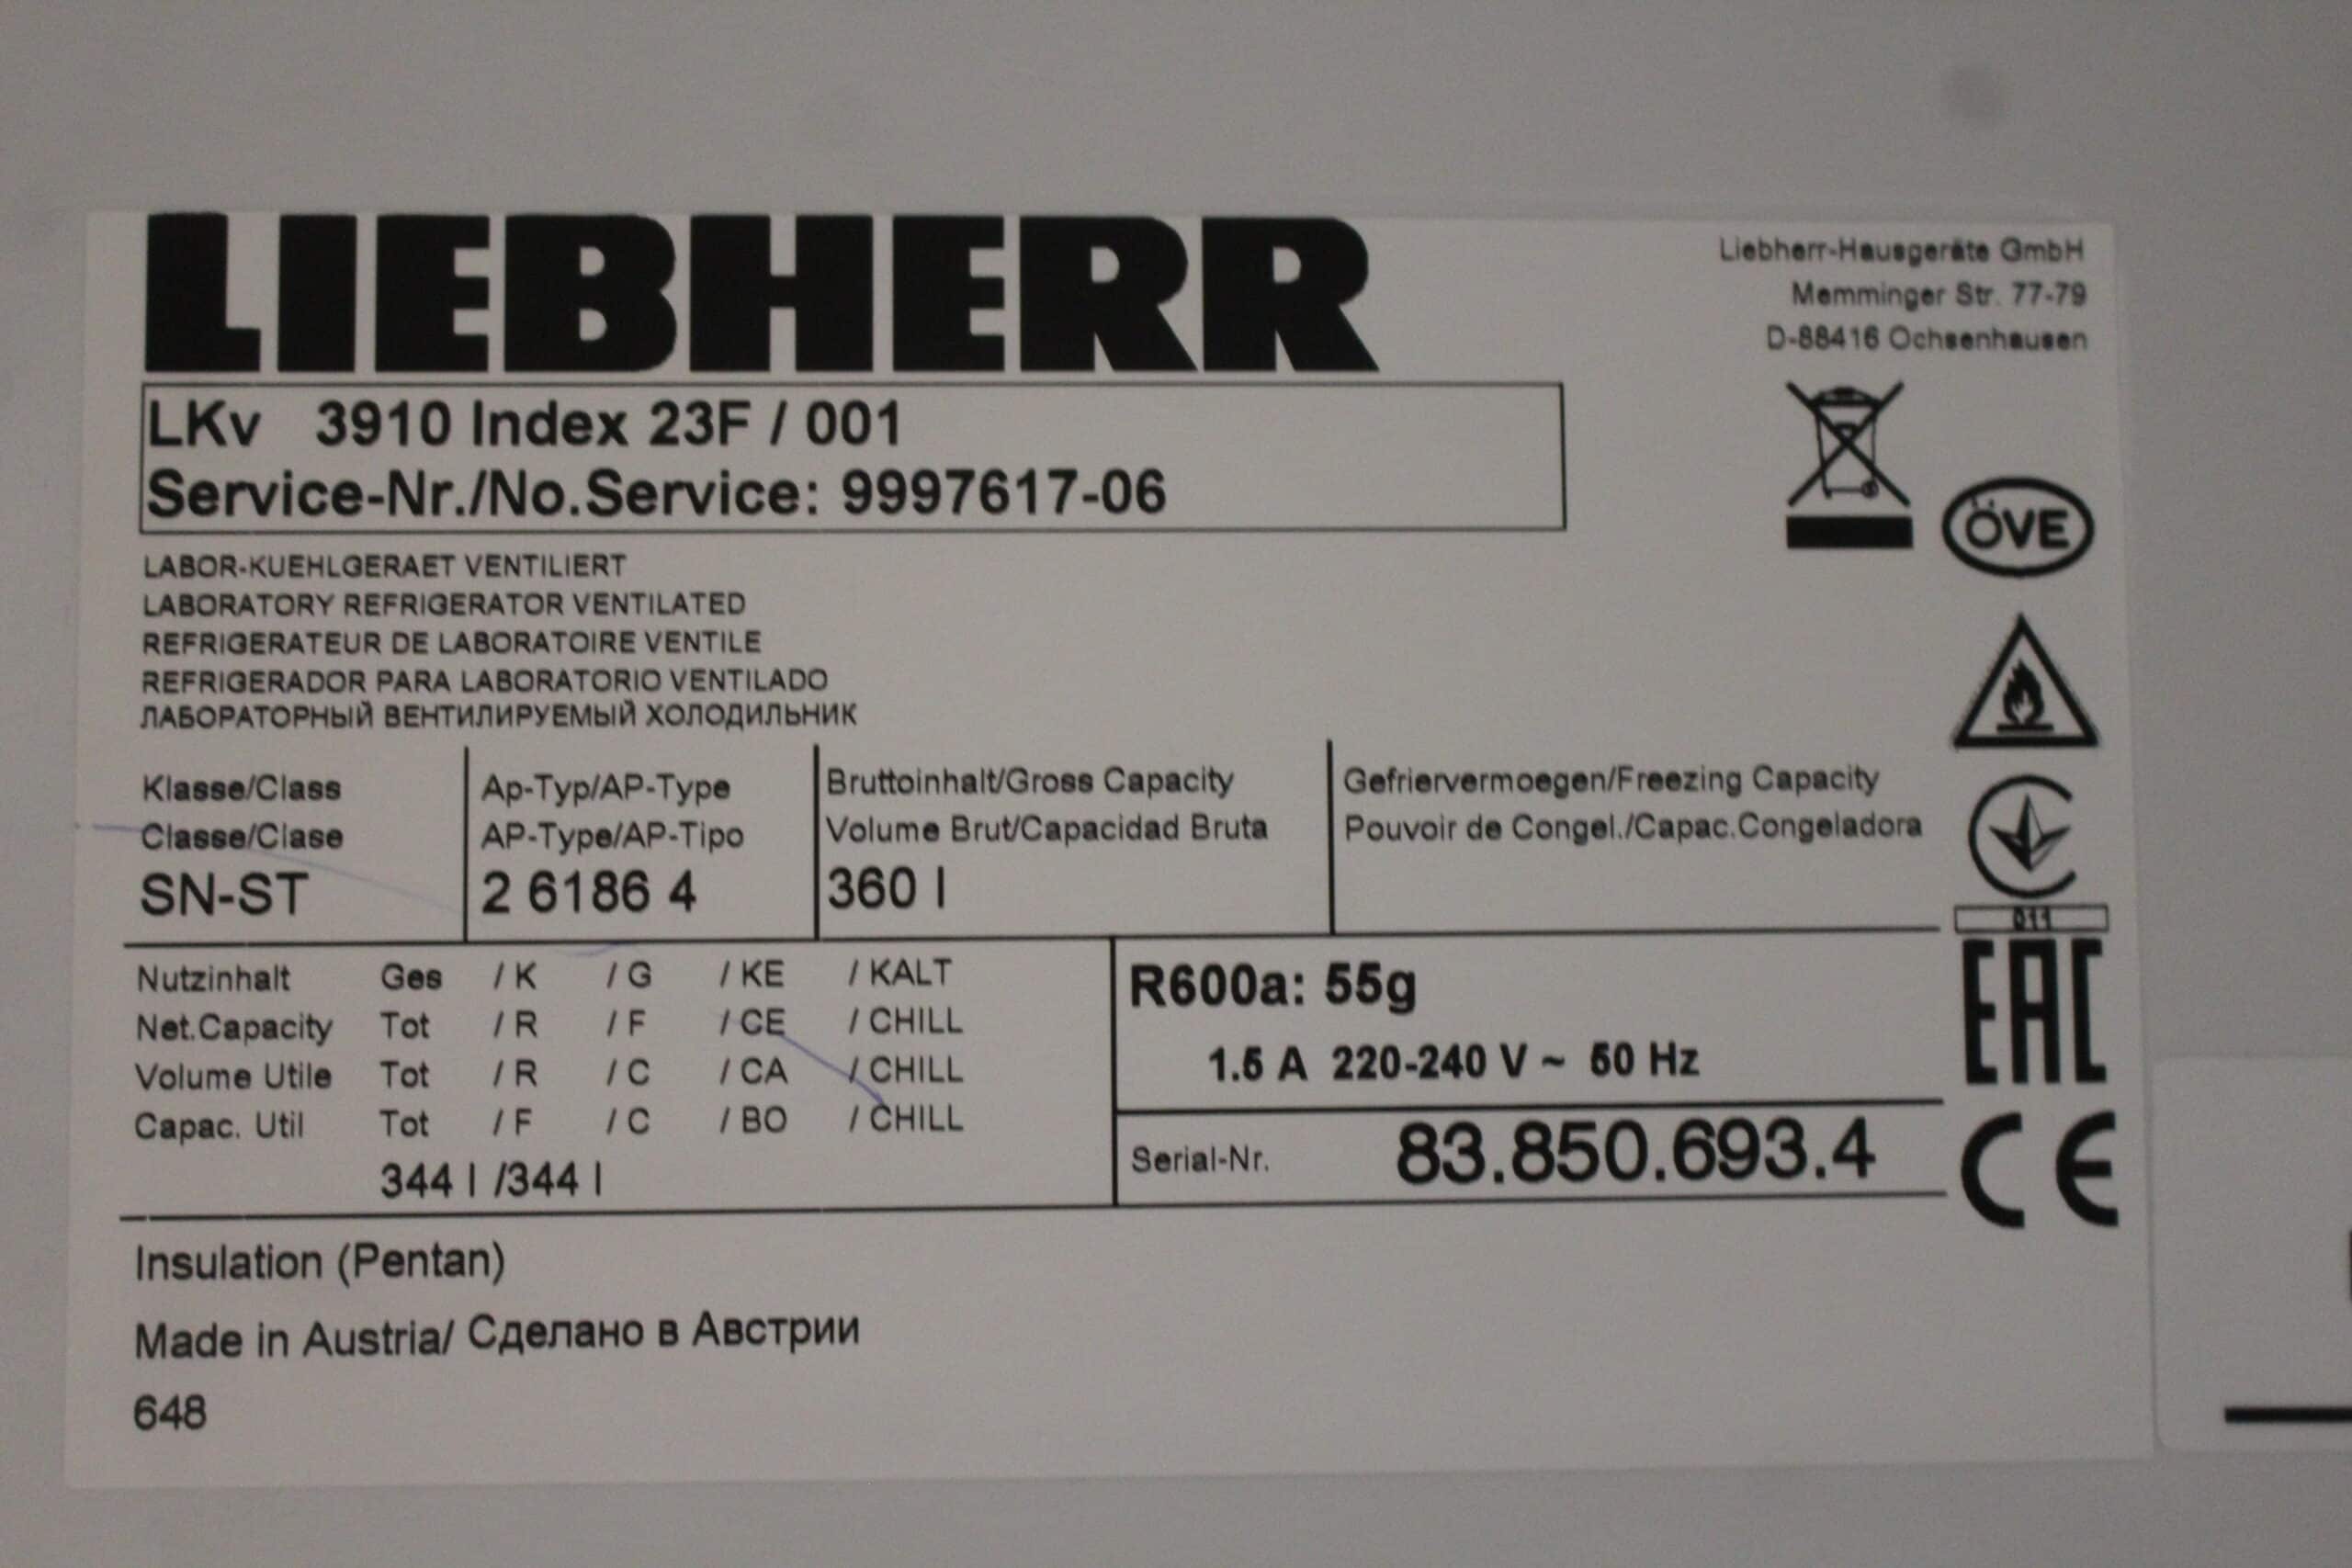 LIEBHERR
Liebherr-Hausgeräte GmbH
Memminger Str. 77-79
D-88416 Ochsenhausen
LKv 3910 Index 23F / 001
Service-Nr./No.Service: 9997617-06
ÖVE
LABOR-KUEHLGERAET VENTILIERT
LABORATORY REFRIGERATOR VENTILATED
REFRIGERATEUR DE LABORATOIRE VENTILE
REFRIGERADOR PARA LABORATORIO VENTILADO
ЛАБОРАТОРНЫЙ ВЕНТИЛИРУЕМЫЙ ХОЛОДИЛЬНИК
Klasse/Class
Classe/Clase
SN-ST
Ap-Typ/AP-Type
AP-Type/AP-Tipo
2 6186 4
Bruttoinhalt/Gross Capacity
Volume Brut/Capacidad Bruta
360 l
Gefriervermoegen/Freezing Capacity
Pouvoir de Congel./Capac.Congeladora
011
EAC
CE
Nutzinhalt Ges / K / G / KE / KALT
Net.Capacity Tot / R / F / CE / CHILL
Volume Utile Tot / R / C / CA / CHILL
Capac. Util Tot / F / C / BO / CHILL
344 l /344 l
R600a: 55g
1.5 A 220-240 V ~ 50 Hz
Serial-Nr. 83.850.693.4
Insulation (Pentan)
Made in Austria/ Сделано в Австрии
648